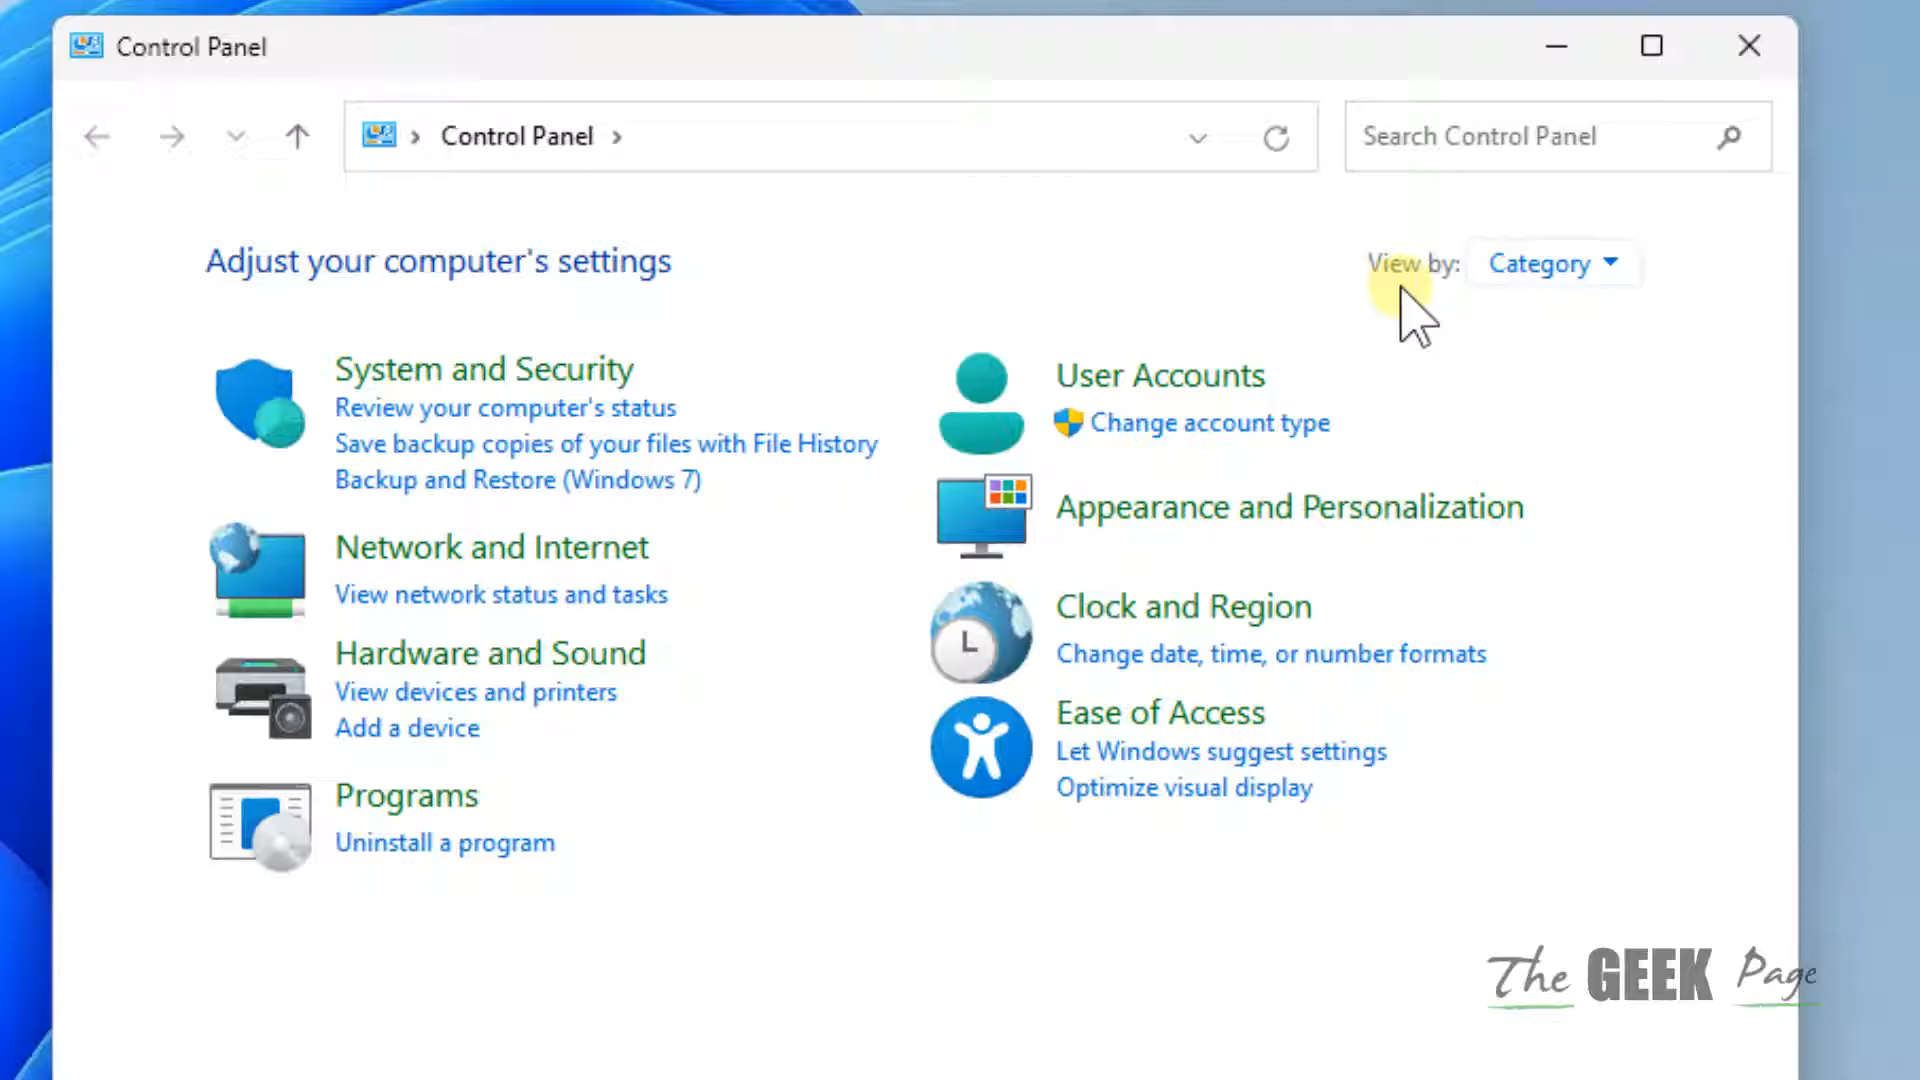 Control Panel
Control Panel
Search Control Panel
Adjust your computer's settings
View by: Category
System and Security
Review your computer's status
Save backup copies of your files with File History
Backup and Restore (Windows 7)
Network and Internet
View network status and tasks
Hardware and Sound
View devices and printers
Add a device
Programs
Uninstall a program
User Accounts
Change account type
Appearance and Personalization
Clock and Region
Change date, time, or number formats
Ease of Access
Let Windows suggest settings
Optimize visual display
The GEEK Page